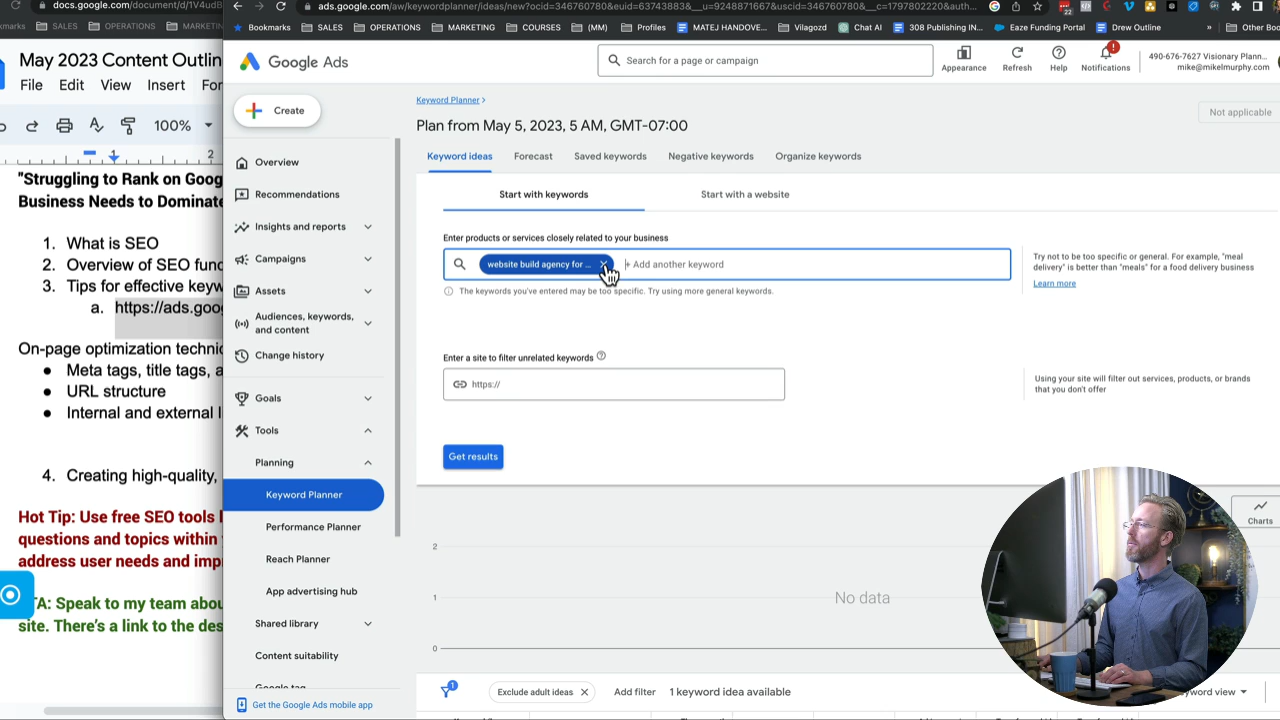 docs.google.com/document/d/1V4udB
ads.google.com/aw/keywordplanner/ideas/new?ocid=346760780&euid=63743883&__u=9248871667&uscid=346760780&__c=1797802220&auth...
22
Bookmarks
SALES
OPERATIONS
MARKETING
COURSES
(MM)
Profiles
MATEJ HANDOVE...
Vilagozd
Chat AI
308 Publishing IN...
Eaze Funding Portal
Drew Outline
»
Other Boo
arks
SALES
OPERATIONS
May 2023 Content Outlin
File
Edit
View
Insert
For
100%
1
2
"Struggling to Rank on Goog
Business Needs to Dominate
1. What is SEO
2. Overview of SEO func
3. Tips for effective keyw
a. https://ads.goog
On-page optimization technic
● Meta tags, title tags, a
● URL structure
● Internal and external l
4. Creating high-quality,
Hot Tip: Use free SEO tools
questions and topics within
address user needs and imp
TA: Speak to my team abou
site. There's a link to the des
Google Ads
Search for a page or campaign
Appearance
Refresh
Help
!
Notifications
490-676-7627 Visionary Plann...
mike@mikelmurphy.com
Create
Overview
Recommendations
Insights and reports
Campaigns
Assets
Audiences, keywords,
and content
Change history
Goals
Tools
Planning
Keyword Planner
Performance Planner
Reach Planner
App advertising hub
Shared library
Content suitability
Google tag
Get the Google Ads mobile app
Keyword Planner >
Plan from May 5, 2023, 5 AM, GMT-07:00
Not applicable
Keyword ideas
Forecast
Saved keywords
Negative keywords
Organize keywords
Start with keywords
Start with a website
Enter products or services closely related to your business
website build agency for ...
+ Add another keyword
The keywords you've entered may be too specific. Try using more general keywords.
Try not to be too specific or general. For example, "meal
delivery" is better than "meals" for a food delivery business
Learn more
Enter a site to filter unrelated keywords
https://
Using your site will filter out services, products, or brands
that you don't offer
Get results
Charts
2
1
0
No data
1
Exclude adult ideas
Add filter
1 keyword idea available
word view